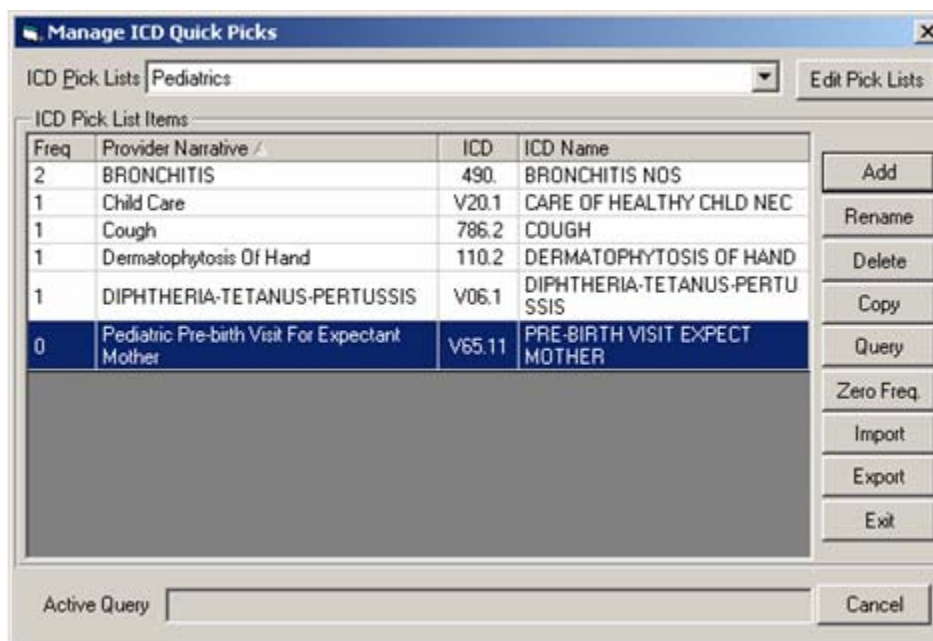 Manage ICD Quick Picks
ICD Pick Lists Pediatrics Edit Pick Lists
ICD Pick List Items
Freq Provider Narrative ICD ICD Name
2 BRONCHITIS 490. BRONCHITIS NOS
1 Child Care V20.1 CARE OF HEALTHY CHLD NEC
1 Cough 786.2 COUGH
1 Dermatophytosis Of Hand 110.2 DERMATOPHYTOSIS OF HAND
1 DIPHTHERIA-TETANUS-PERTUSSIS V06.1 DIPHTHERIA-TETANUS-PERTU
SSIS
0 Pediatric Pre-birth Visit For Expectant V65.11 PRE-BIRTH VISIT EXPECT
Mother MOTHER
Add
Rename
Delete
Copy
Query
Zero Freq.
Import
Export
Exit
Active Query Cancel